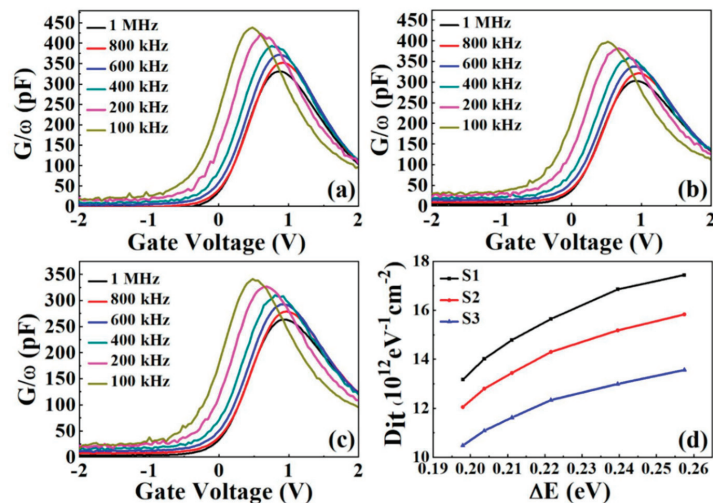 450
400
350
300
250
200
150
100
50
0
G/ω (pF)
1 MHz
800 kHz
600 kHz
400 kHz
200 kHz
100 kHz
(a)
-2 -1 0 1 2
Gate Voltage (V)
450
400
350
300
250
200
150
100
50
0
G/ω (pF)
1 MHz
800 kHz
600 kHz
400 kHz
200 kHz
100 kHz
(b)
-2 -1 0 1 2
Gate Voltage (V)
350
300
250
200
150
100
50
0
G/ω (pF)
1 MHz
800 kHz
600 kHz
400 kHz
200 kHz
100 kHz
(c)
-2 -1 0 1 2
Gate Voltage (V)
18
16
14
12
10
Dit (10¹²eV⁻¹cm⁻²)
S1
S2
S3
(d)
0.19 0.20 0.21 0.22 0.23 0.24 0.25 0.26
ΔE (eV)